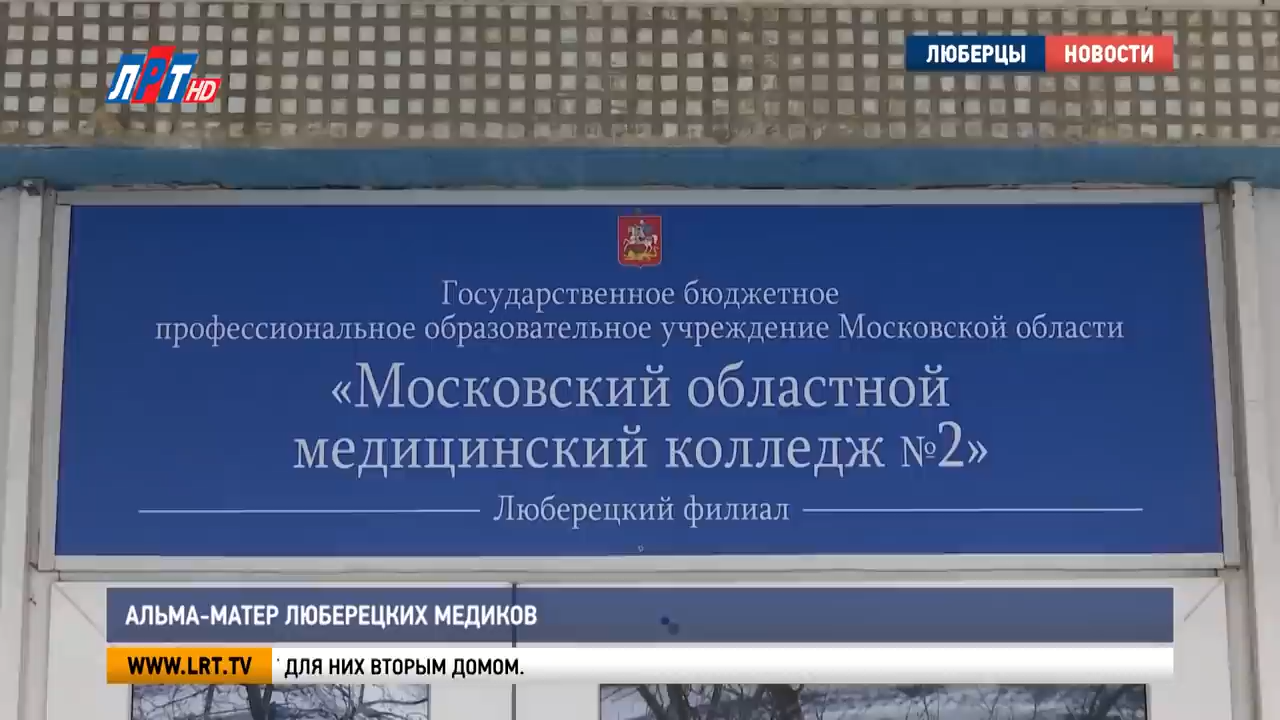 ЛРТ HD
ЛЮБЕРЦЫ НОВОСТИ
Государственное бюджетное
профессиональное образовательное учреждение Московской области
«Московский областной
медицинский колледж №2»
Люберецкий филиал
АЛЬМА-МАТЕР ЛЮБЕРЕЦКИХ МЕДИКОВ
WWW.LRT.TV ДЛЯ НИХ ВТОРЫМ ДОМОМ.